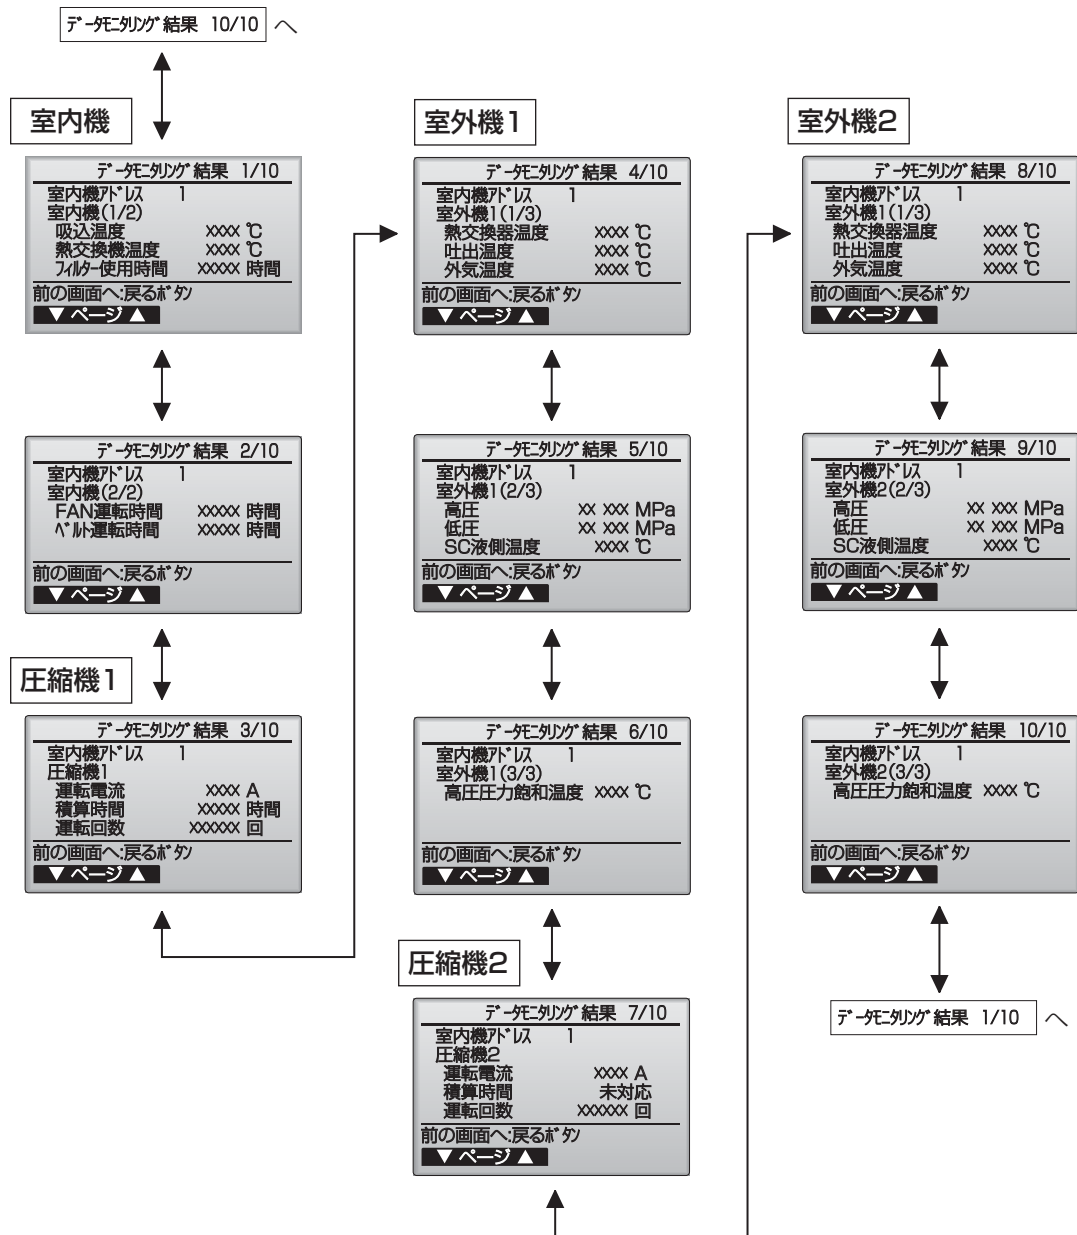 データモニタリング結果 10/10 へ
室内機
データモニタリング結果 1/10
室内機アドレス 1
室内機(1/2)
吸込温度 xxxx ℃
熱交換機温度 xxxx ℃
フィルター使用時間 xxxxx 時間
前の画面へ:戻るボタン
▼ ページ ▲
データモニタリング結果 2/10
室内機アドレス 1
室内機(2/2)
FAN運転時間 xxxxx 時間
ベルト運転時間 xxxxx 時間
前の画面へ:戻るボタン
▼ ページ ▲
圧縮機1
データモニタリング結果 3/10
室内機アドレス 1
圧縮機1
運転電流 xxxx A
積算時間 xxxxx 時間
運転回数 xxxxxx 回
前の画面へ:戻るボタン
▼ ページ ▲
室外機1
データモニタリング結果 4/10
室内機アドレス 1
室外機1(1/3)
熱交換器温度 xxxx ℃
吐出温度 xxxx ℃
外気温度 xxxx ℃
前の画面へ:戻るボタン
▼ ページ ▲
データモニタリング結果 5/10
室内機アドレス 1
室外機1(2/3)
高圧 xx xxx MPa
低圧 xx xxx MPa
SC液側温度 xxxx ℃
前の画面へ:戻るボタン
▼ ページ ▲
データモニタリング結果 6/10
室内機アドレス 1
室外機1(3/3)
高圧圧力飽和温度 xxxx ℃
前の画面へ:戻るボタン
▼ ページ ▲
圧縮機2
データモニタリング結果 7/10
室内機アドレス 1
圧縮機2
運転電流 xxxx A
積算時間 未対応
運転回数 xxxxxx 回
前の画面へ:戻るボタン
▼ ページ ▲
室外機2
データモニタリング結果 8/10
室内機アドレス 1
室外機1(1/3)
熱交換器温度 xxxx ℃
吐出温度 xxxx ℃
外気温度 xxxx ℃
前の画面へ:戻るボタン
▼ ページ ▲
データモニタリング結果 9/10
室内機アドレス 1
室外機2(2/3)
高圧 xx xxx MPa
低圧 xx xxx MPa
SC液側温度 xxxx ℃
前の画面へ:戻るボタン
▼ ページ ▲
データモニタリング結果 10/10
室内機アドレス 1
室外機2(3/3)
高圧圧力飽和温度 xxxx ℃
前の画面へ:戻るボタン
▼ ページ ▲
データモニタリング結果 1/10 へ